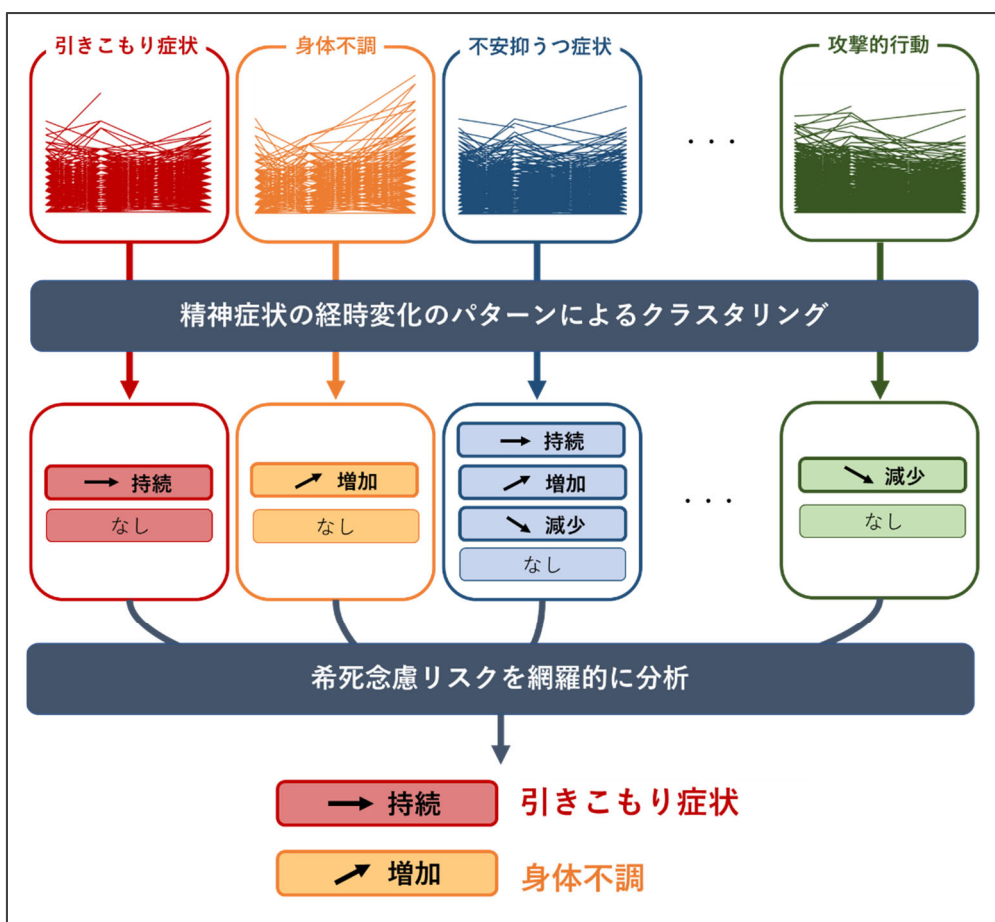 引きこもり症状
身体不調
不安抑うつ症状
攻撃的行動
・・・
精神症状の経時変化のパターンによるクラスタリング
→ 持続
なし
↗ 増加
なし
→ 持続
↗ 増加
↘ 減少
なし
・・・
↘ 減少
なし
希死念慮リスクを網羅的に分析
→ 持続 引きこもり症状
↗ 増加 身体不調